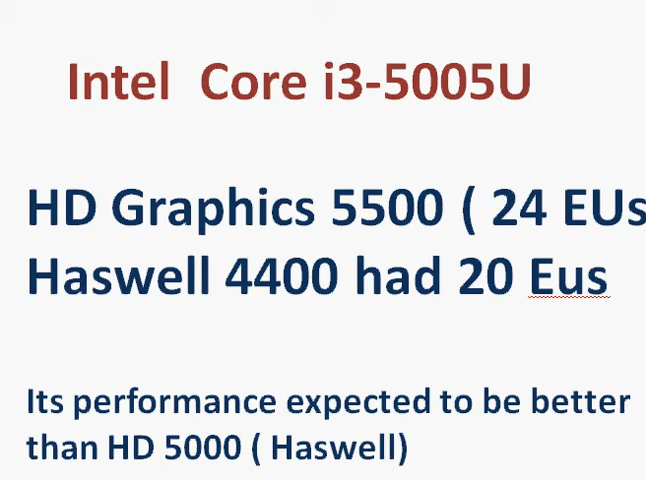 Intel Core i3-5005U
HD Graphics 5500 ( 24 EUs
Haswell 4400 had 20 Eus
Its performance expected to be better
than HD 5000 ( Haswell)